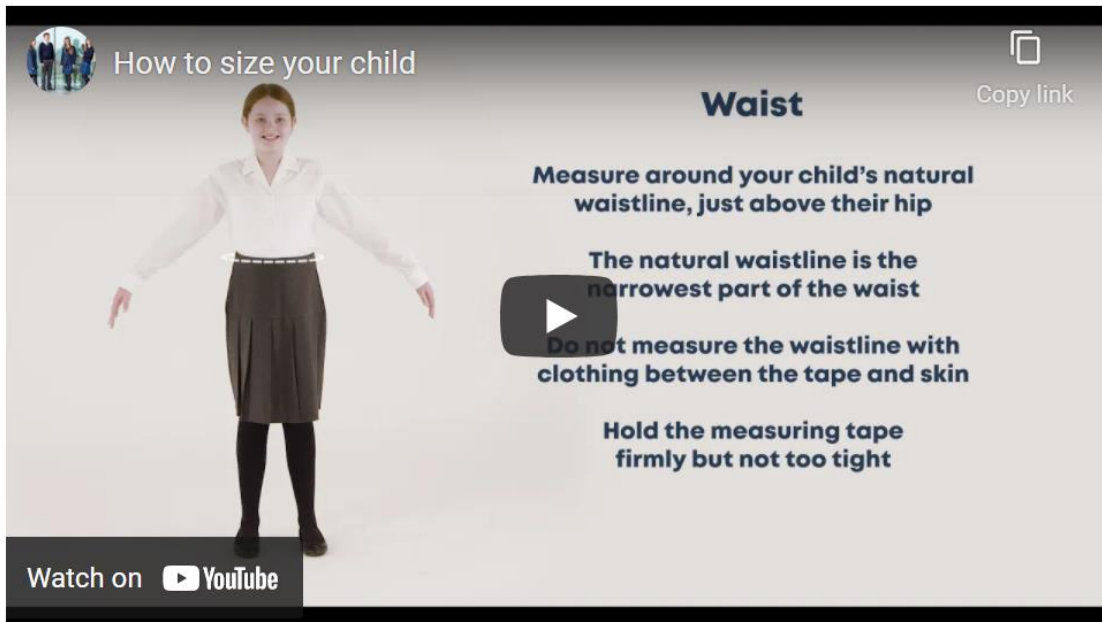 How to size your child
Copy link
Waist
Measure around your child's natural
waistline, just above their hip
The natural waistline is the
narrowest part of the waist
Do not measure the waistline with
clothing between the tape and skin
Hold the measuring tape
firmly but not too tight
Watch on YouTube